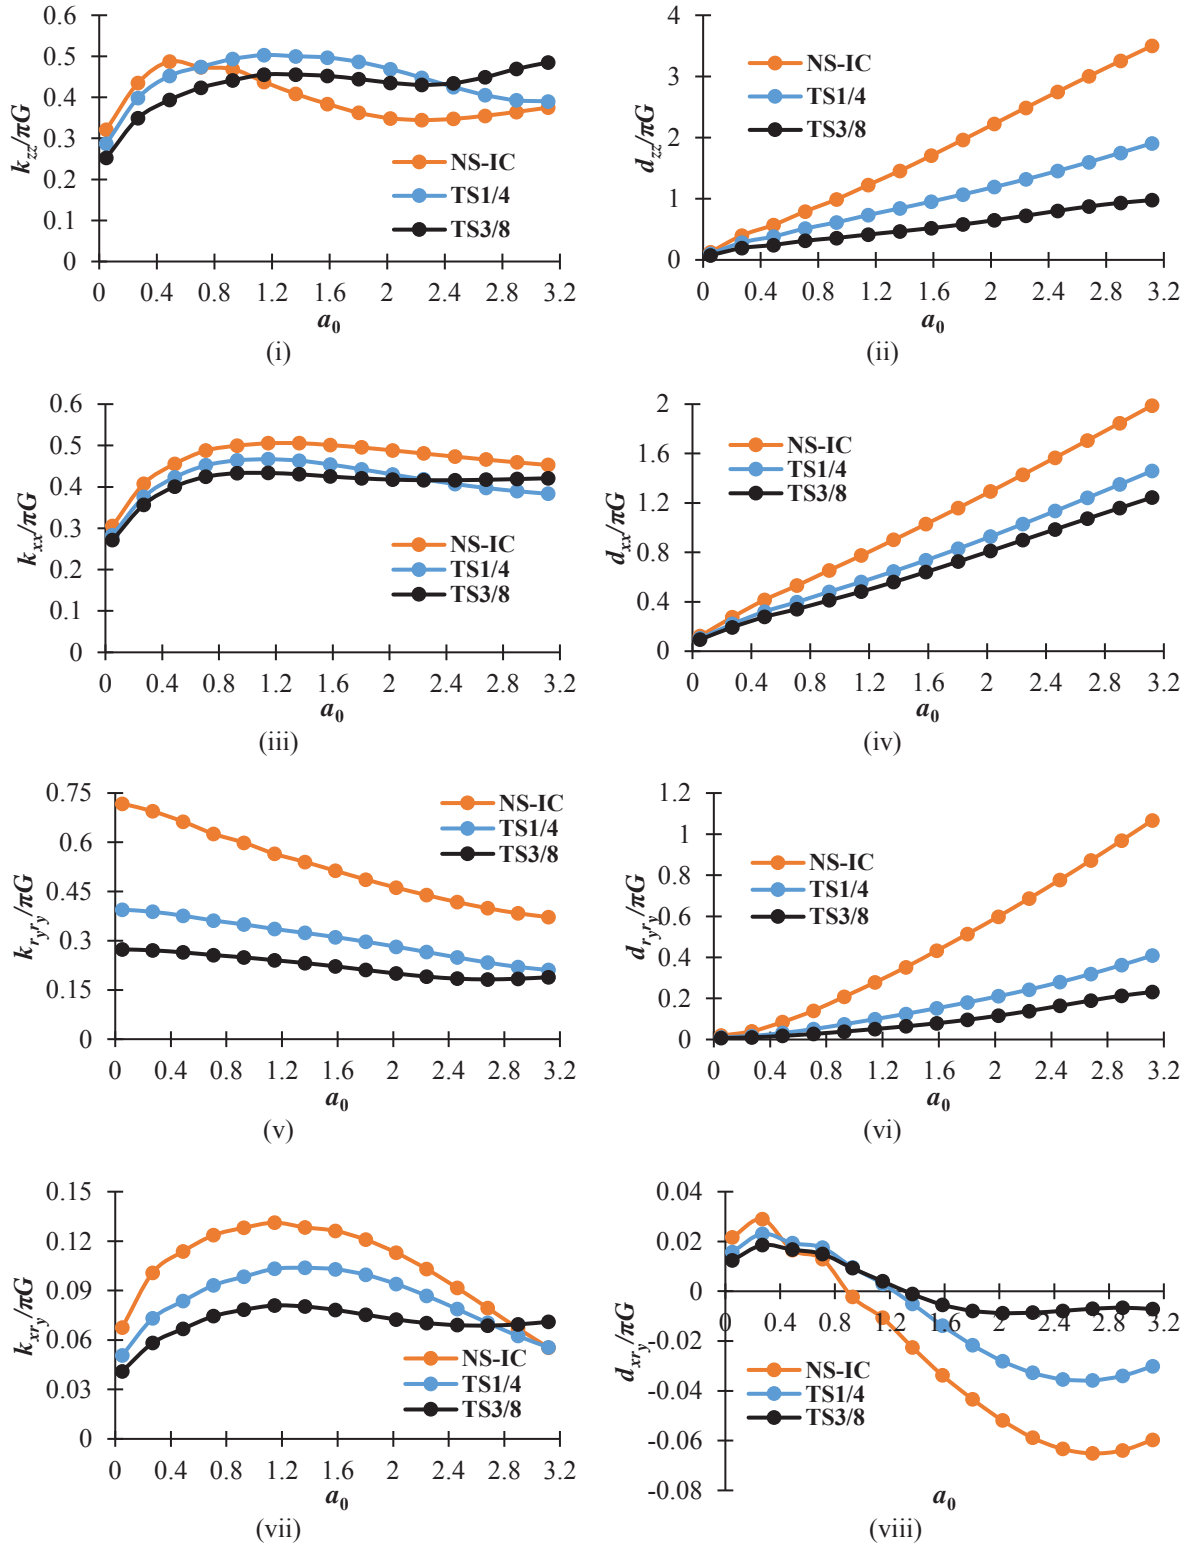 0.6
0.5
0.4
0.3
0.2
0.1
0
k_zz/πG
NS-IC
TS1/4
TS3/8
0 0.4 0.8 1.2 1.6 2 2.4 2.8 3.2
a_0
(i)
4
3
2
1
0
d_zz/πG
NS-IC
TS1/4
TS3/8
0 0.4 0.8 1.2 1.6 2 2.4 2.8 3.2
a_0
(ii)
0.6
0.5
0.4
0.3
0.2
0.1
0
k_xx/πG
NS-IC
TS1/4
TS3/8
0 0.4 0.8 1.2 1.6 2 2.4 2.8 3.2
a_0
(iii)
2
1.6
1.2
0.8
0.4
0
d_xx/πG
NS-IC
TS1/4
TS3/8
0 0.4 0.8 1.2 1.6 2 2.4 2.8 3.2
a_0
(iv)
0.75
0.6
0.45
0.3
0.15
0
k_ryry/πG
NS-IC
TS1/4
TS3/8
0 0.4 0.8 1.2 1.6 2 2.4 2.8 3.2
a_0
(v)
1.2
1
0.8
0.6
0.4
0.2
0
d_ryry/πG
NS-IC
TS1/4
TS3/8
0 0.4 0.8 1.2 1.6 2 2.4 2.8 3.2
a_0
(vi)
0.15
0.12
0.09
0.06
0.03
0
k_xry/πG
NS-IC
TS1/4
TS3/8
0 0.4 0.8 1.2 1.6 2 2.4 2.8 3.2
a_0
(vii)
0.04
0.02
0
-0.02
-0.04
-0.06
-0.08
d_xry/πG
0 0.4 0.8 1.2 1.6 2 2.4 2.8 3.2
NS-IC
TS1/4
TS3/8
a_0
(viii)